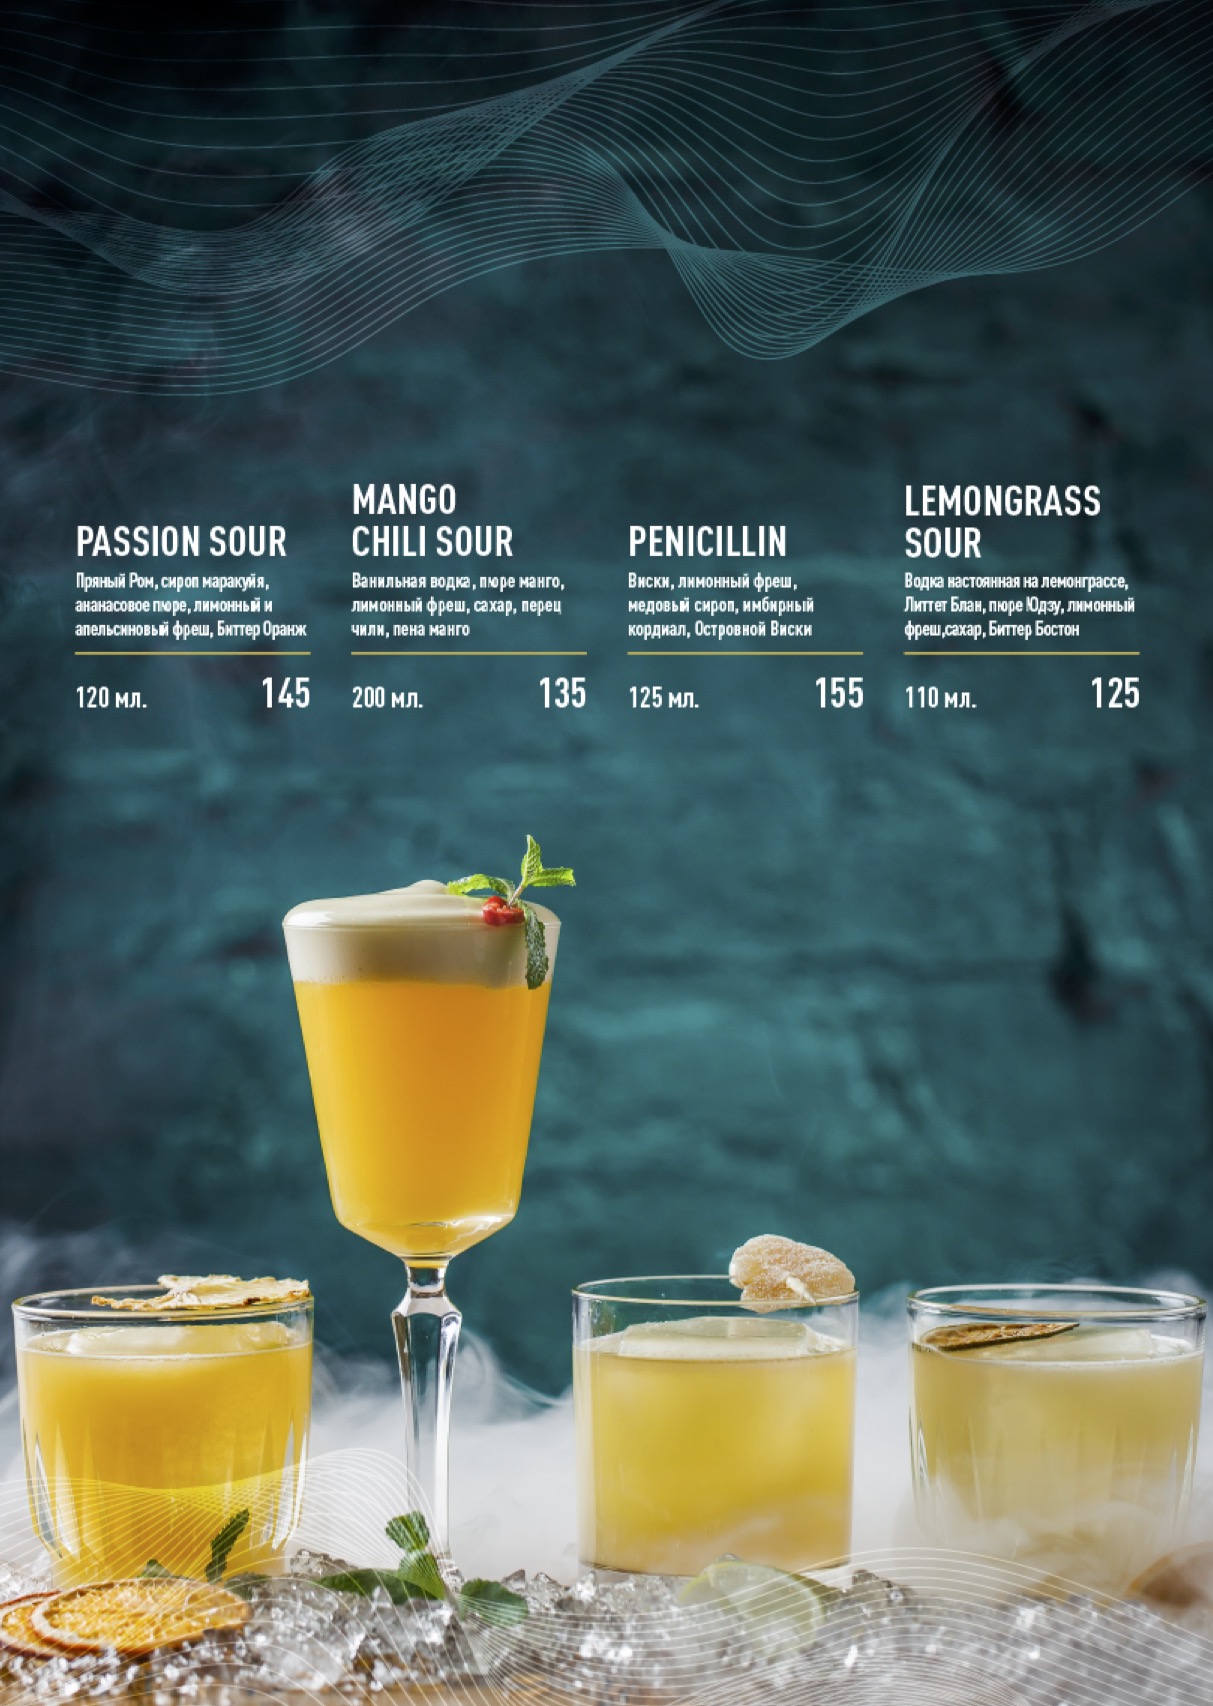 PASSION SOUR
Пряный Ром, сироп маракуйя,
ананасовое пюре, лимонный и
апельсиновый фреш, Биттер Оранж
120 мл. 145
MANGO
CHILI SOUR
Ванильная водка, пюре манго,
лимонный фреш, сахар, перец
чили, пена манго
200 мл. 135
PENICILLIN
Виски, лимонный фреш,
медовый сироп, имбирный
кордиал, Островной Виски
125 мл. 155
LEMONGRASS
SOUR
Водка настоянная на лемонграссе,
Литтет Блан, пюре Юдзу, лимонный
фреш,сахар, Биттер Бостон
110 мл. 125